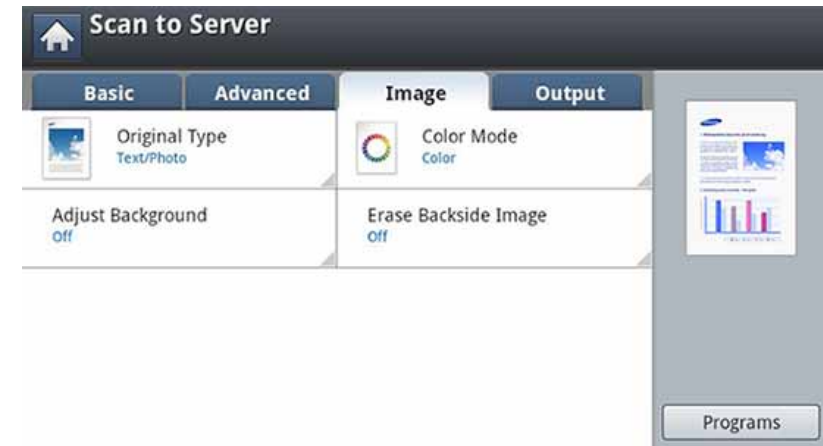 Scan to Server
Basic
Advanced
Image
Output
Original Type
Text/Photo
Color Mode
Color
Adjust Background
Off
Erase Backside Image
Off
Programs